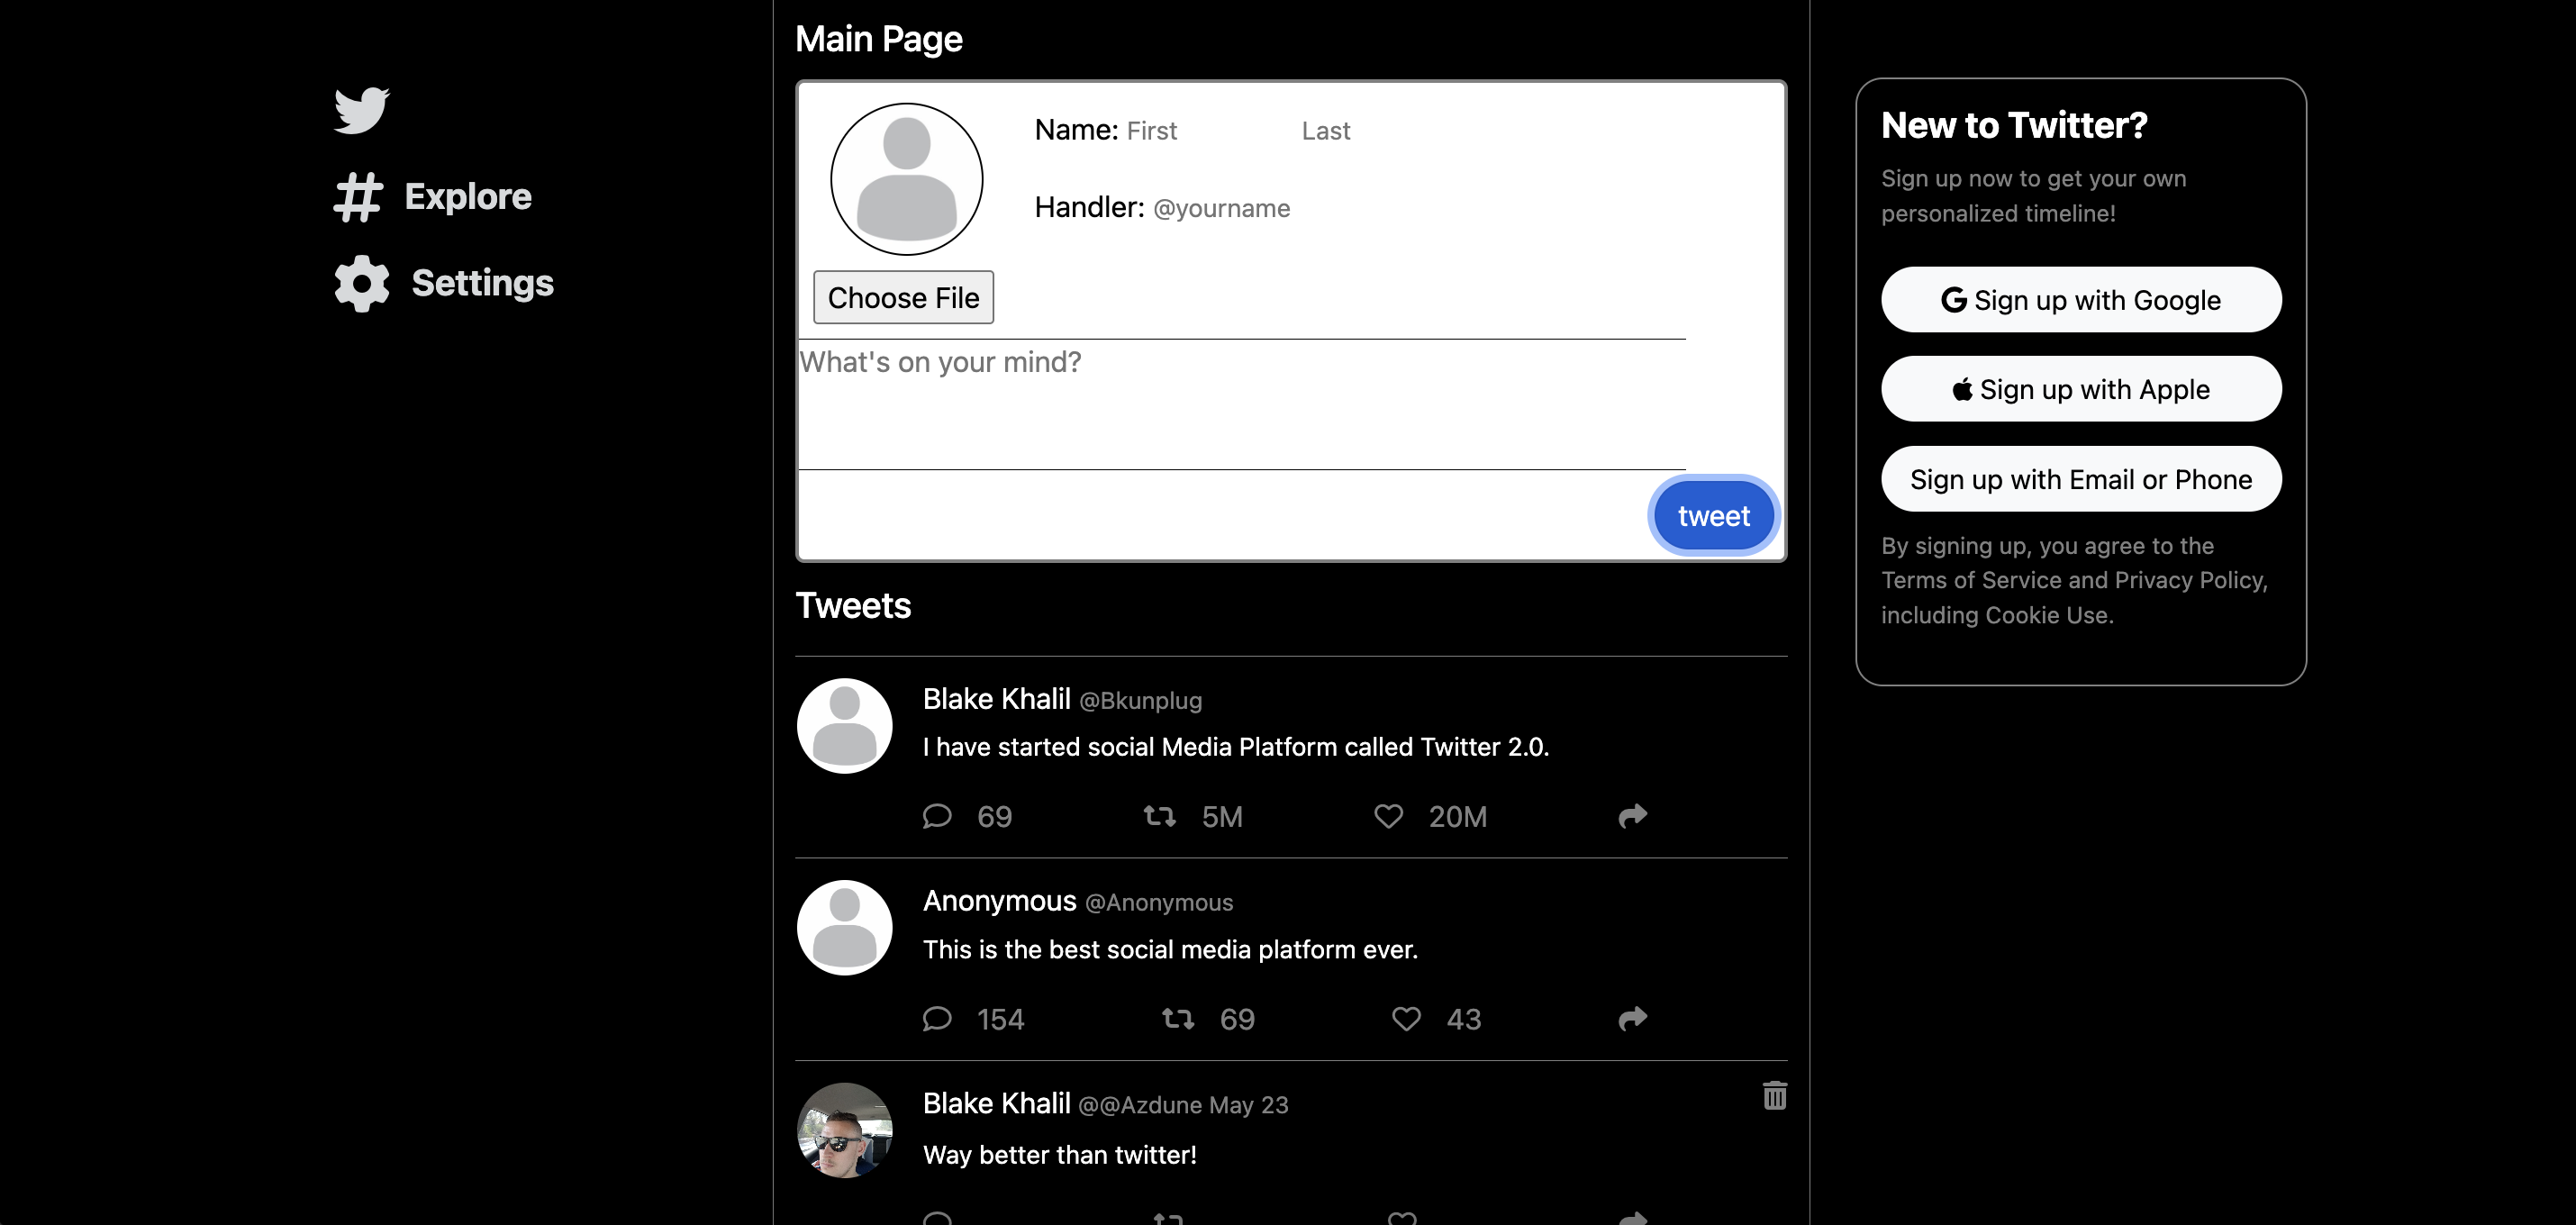 Explore
Settings
Main Page
Name: First Last
Handler: @yourname
Choose File
What's on your mind?
tweet
Tweets
Blake Khalil @Bkunplug
I have started social Media Platform called Twitter 2.0.
69 5M 20M
Anonymous @Anonymous
This is the best social media platform ever.
154 69 43
Blake Khalil @@Azdune May 23
Way better than twitter!
New to Twitter?
Sign up now to get your own
personalized timeline!
Sign up with Google
Sign up with Apple
Sign up with Email or Phone
By signing up, you agree to the
Terms of Service and Privacy Policy,
including Cookie Use.